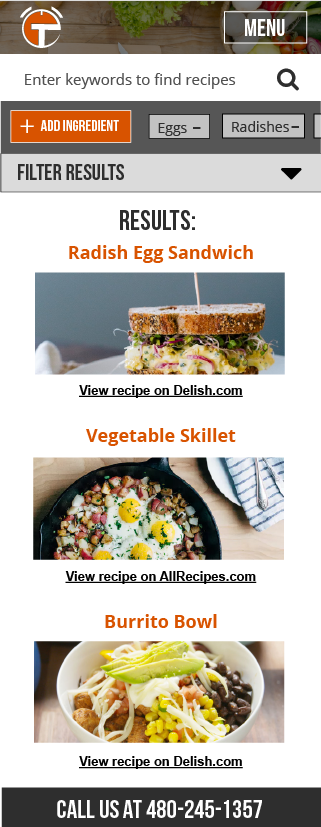 T
MENU
Enter keywords to find recipes
+ ADD INGREDIENT
Eggs –
Radishes–
FILTER RESULTS
RESULTS:
Radish Egg Sandwich
View recipe on Delish.com
Vegetable Skillet
View recipe on AllRecipes.com
Burrito Bowl
View recipe on Delish.com
CALL US AT 480-245-1357